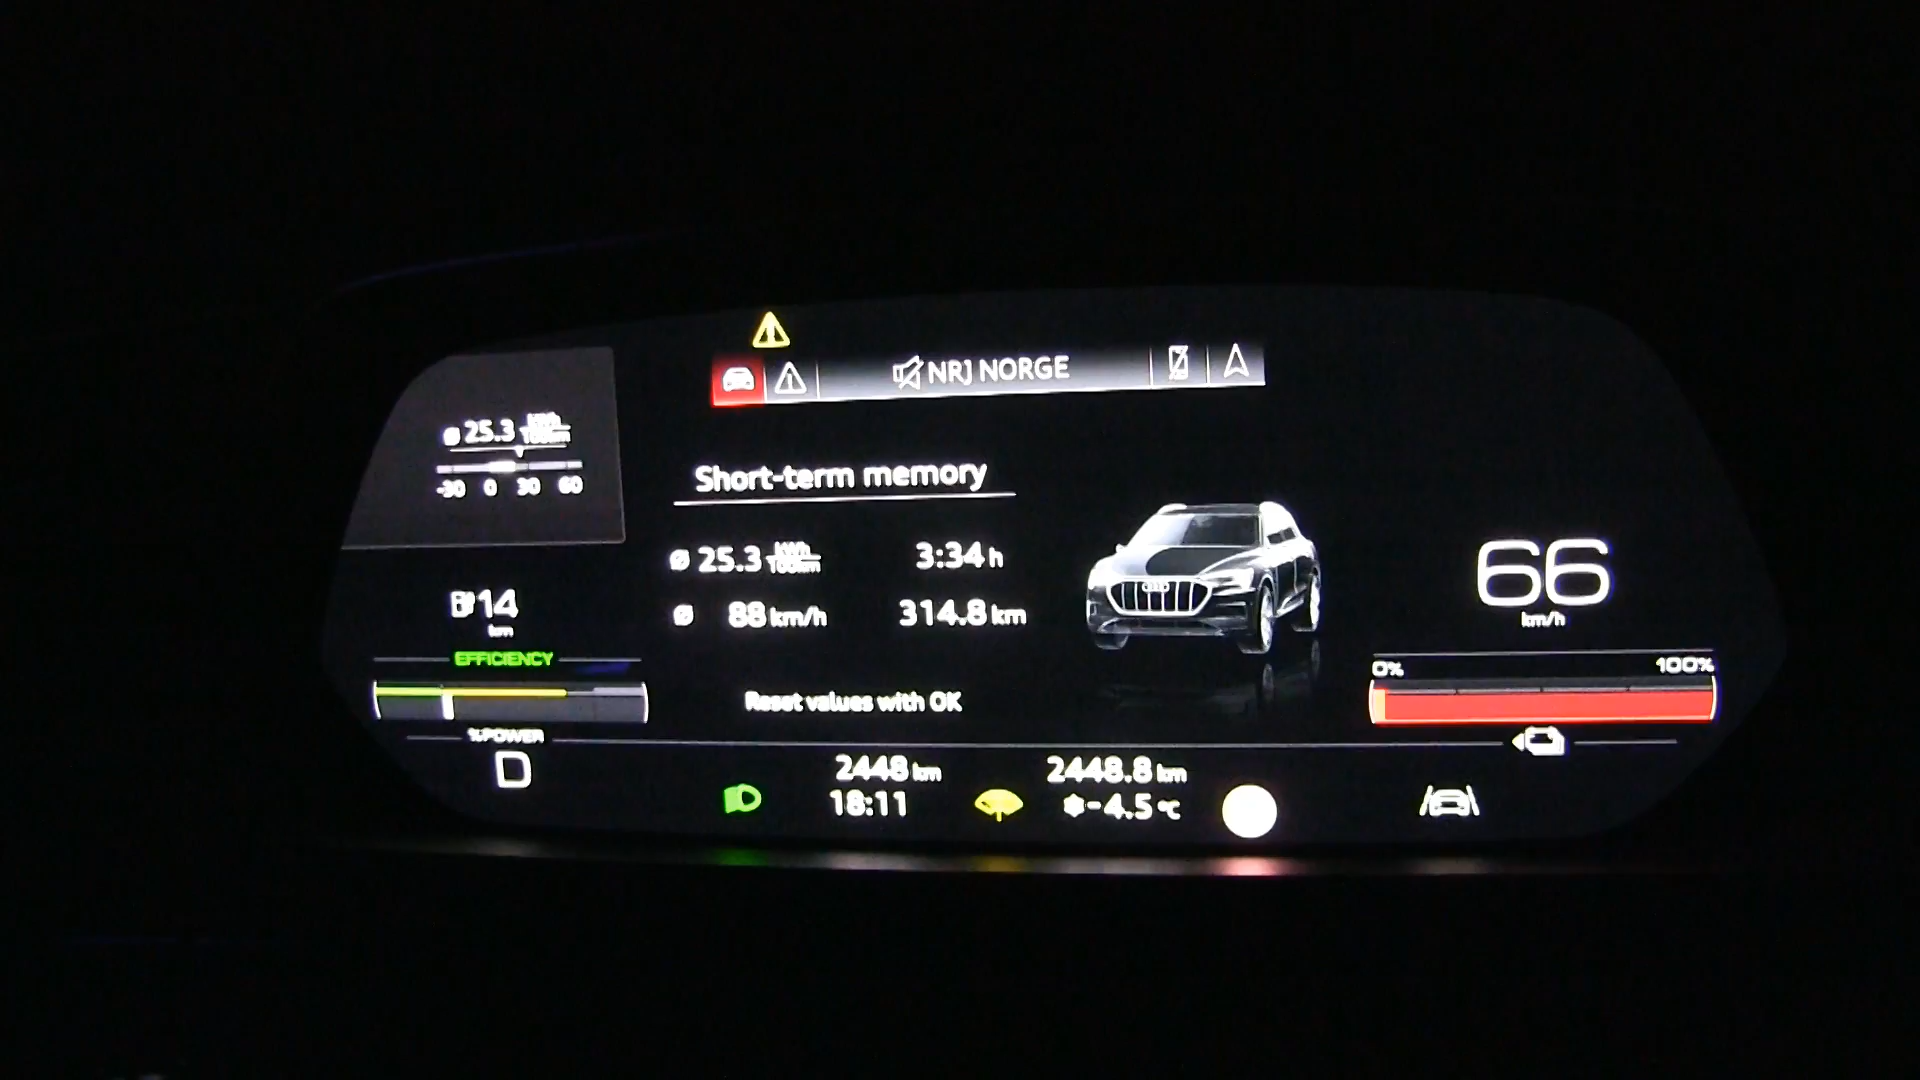 NRJ NORGE
Ø 25.3 kWh/100km
-30 0 30 60
Short-term memory
Ø 25.3 kWh/100km 3:34 h
Ø 88 km/h 314.8 km
Reset values with OK
14
km
EFFICIENCY
%POWER
D
66
km/h
0% 100%
2448 km 2448.8 km
18:11 -4.5 °C